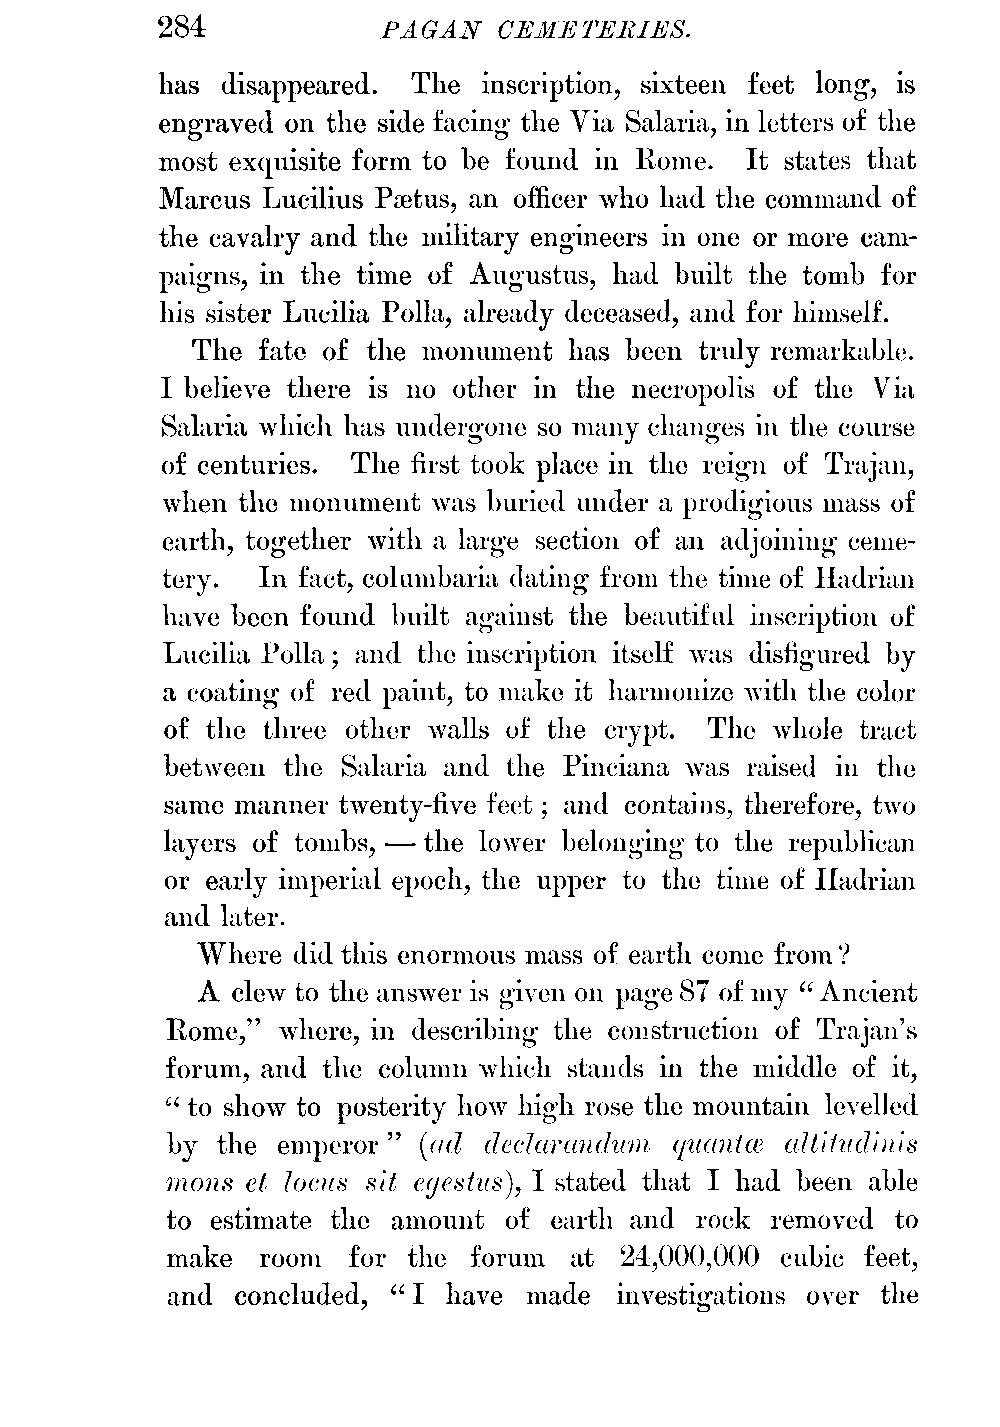 284 PAGAN CEMETERIES.
has disappeared. The inscription, sixteen feet long, is
engraved on the side facing the Via Salaria, in letters of the
most exquisite form to be found in Rome. It states that
Marcus Lucilius Pætus, an officer who had the command of
the cavalry and the military engineers in one or more cam-
paigns, in the time of Augustus, had built the tomb for
his sister Lucilia Polla, already deceased, and for himself.
The fate of the monument has been truly remarkable.
I believe there is no other in the necropolis of the Via
Salaria which has undergone so many changes in the course
of centuries. The first took place in the reign of Trajan,
when the monument was buried under a prodigious mass of
earth, together with a large section of an adjoining ceme-
tery. In fact, columbaria dating from the time of Hadrian
have been found built against the beautiful inscription of
Lucilia Polla; and the inscription itself was disfigured by
a coating of red paint, to make it harmonize with the color
of the three other walls of the crypt. The whole tract
between the Salaria and the Pinciana was raised in the
same manner twenty-five feet; and contains, therefore, two
layers of tombs, — the lower belonging to the republican
or early imperial epoch, the upper to the time of Hadrian
and later.
Where did this enormous mass of earth come from?
A clew to the answer is given on page 87 of my “Ancient
Rome,” where, in describing the construction of Trajan's
forum, and the column which stands in the middle of it,
“to show to posterity how high rose the mountain levelled
by the emperor” (ad declarandum quantæ altitudinis
mons et locus sit egestus), I stated that I had been able
to estimate the amount of earth and rock removed to
make room for the forum at 24,000,000 cubic feet,
and concluded, “I have made investigations over the